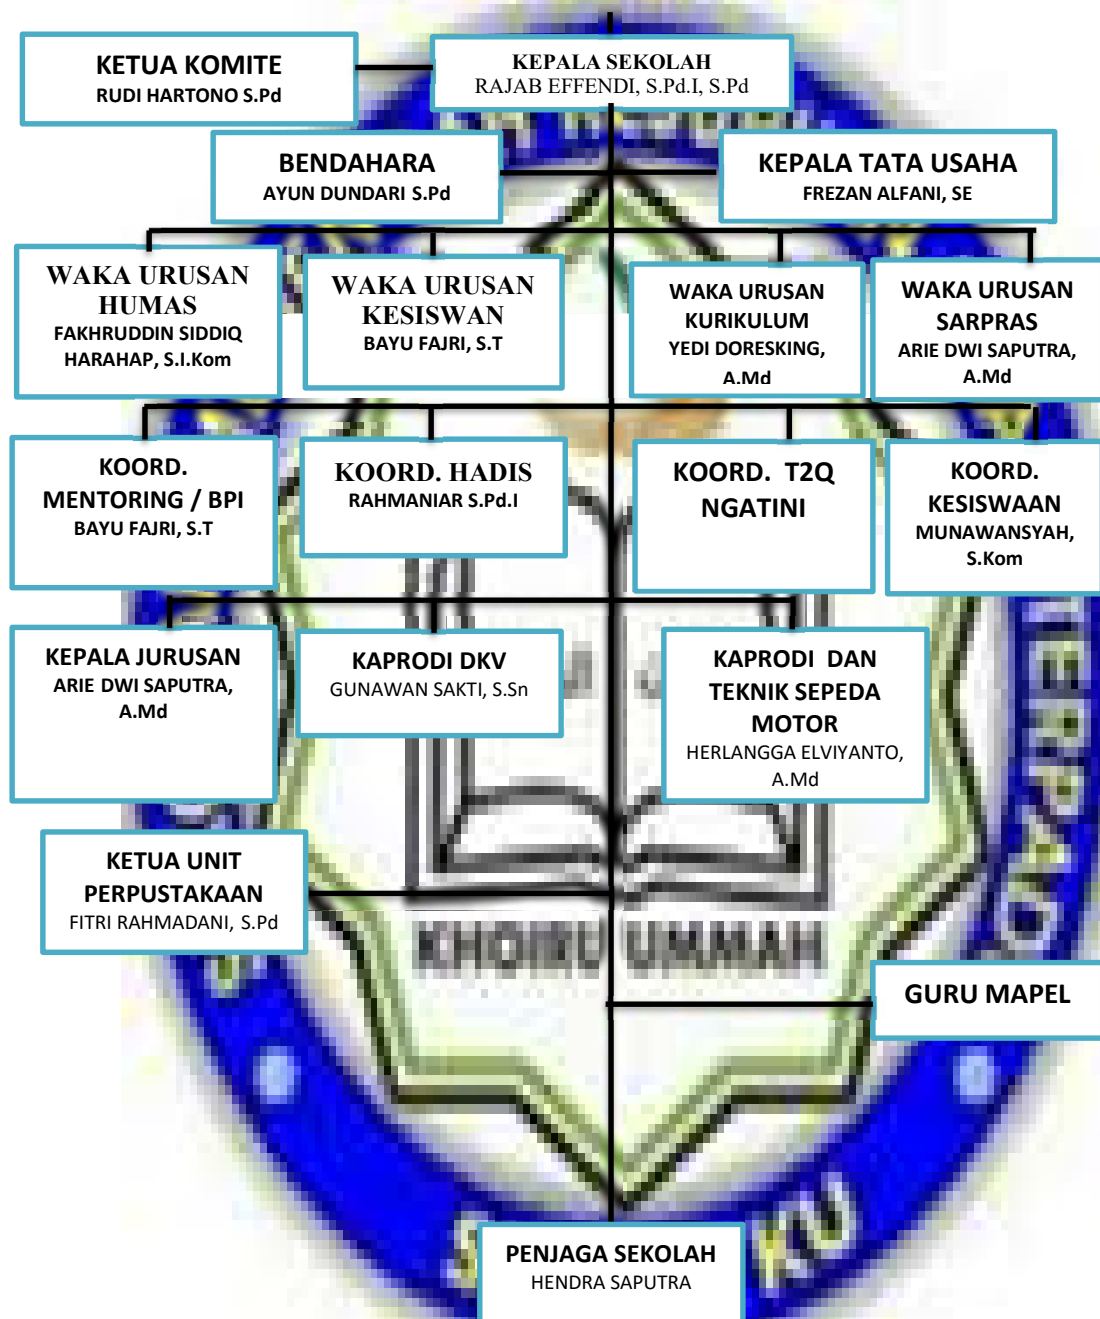 KETUA KOMITE
RUDI HARTONO S.Pd
KEPALA SEKOLAH
RAJAB EFFENDI, S.Pd.I, S.Pd
BENDAHARA
AYUN DUNDARI S.Pd
KEPALA TATA USAHA
FREZAN ALFANI, SE
WAKA URUSAN
HUMAS
FAKHRUDDIN SIDDIQ
HARAHAP, S.I.Kom
WAKA URUSAN
KESISWAN
BAYU FAJRI, S.T
WAKA URUSAN
KURIKULUM
YEDI DORESKING,
A.Md
WAKA URUSAN
SARPRAS
ARIE DWI SAPUTRA,
A.Md
KOORD.
MENTORING / BPI
BAYU FAJRI, S.T
KOORD. HADIS
RAHMANIAR S.Pd.I
KOORD. T2Q
NGATINI
KOORD.
KESISWAAN
MUNAWANSYAH,
S.Kom
KEPALA JURUSAN
ARIE DWI SAPUTRA,
A.Md
KAPRODI DKV
GUNAWAN SAKTI, S.Sn
KAPRODI DAN
TEKNIK SEPEDA
MOTOR
HERLANGGA ELVIYANTO,
A.Md
KETUA UNIT
PERPUSTAKAAN
FITRI RAHMADANI, S.Pd
KHOIRU UMMAH
GURU MAPEL
PENJAGA SEKOLAH
HENDRA SAPUTRA